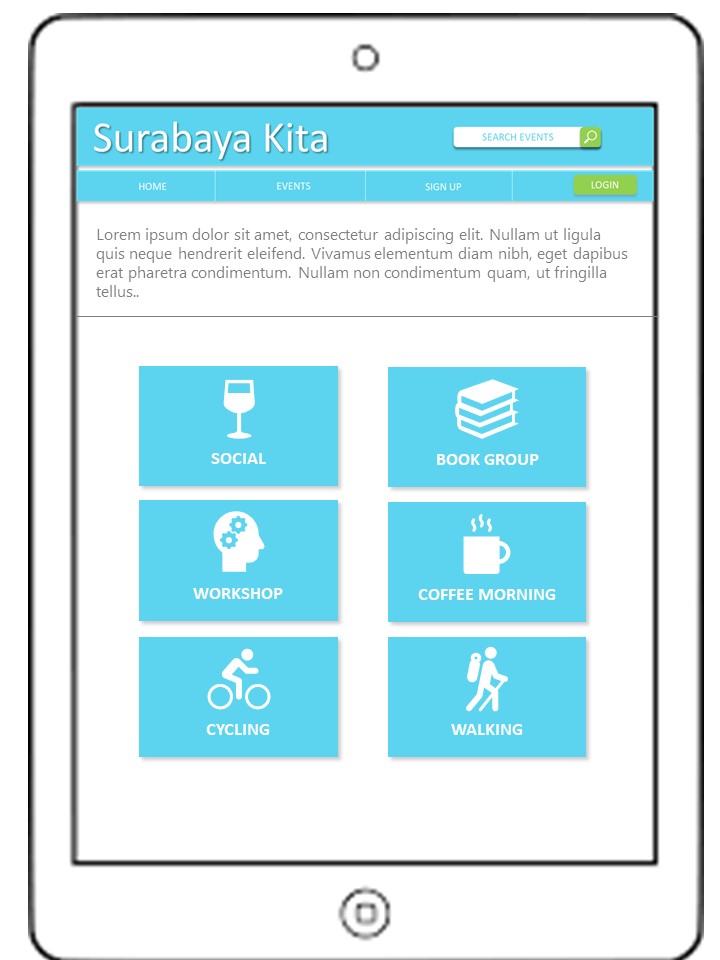 Surabaya Kita
SEARCH EVENTS
HOME
EVENTS
SIGN UP
LOGIN
Lorem ipsum dolor sit amet, consectetur adipiscing elit. Nullam ut ligula
quis neque hendrerit eleifend. Vivamus elementum diam nibh, eget dapibus
erat pharetra condimentum. Nullam non condimentum quam, ut fringilla
tellus..
SOCIAL
BOOK GROUP
WORKSHOP
COFFEE MORNING
CYCLING
WALKING